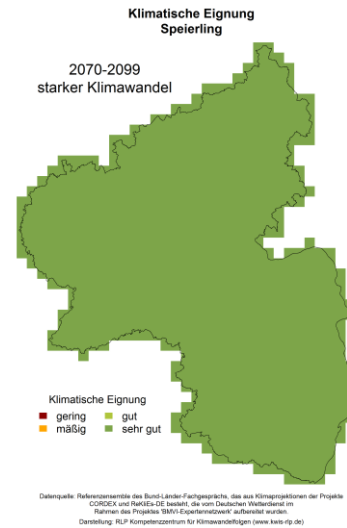 Klimatische Eignung
Speierling
2070-2099
starker Klimawandel
Klimatische Eignung
gering
gut
mäßig
sehr gut
Datenquelle: Referenzensemble des Bund-Länder-Fachgesprächs, das aus Klimaprojektionen der Projekte
CORDEX und ReKliEs-DE besteht, die vom Deutschen Wetterdienst im
Rahmen des Projektes 'BMVI-Expertennetzwerk' aufbereitet wurden.
Darstellung: RLP Kompetenzzentrum für Klimawandelfolgen (www.kwis-rlp.de)